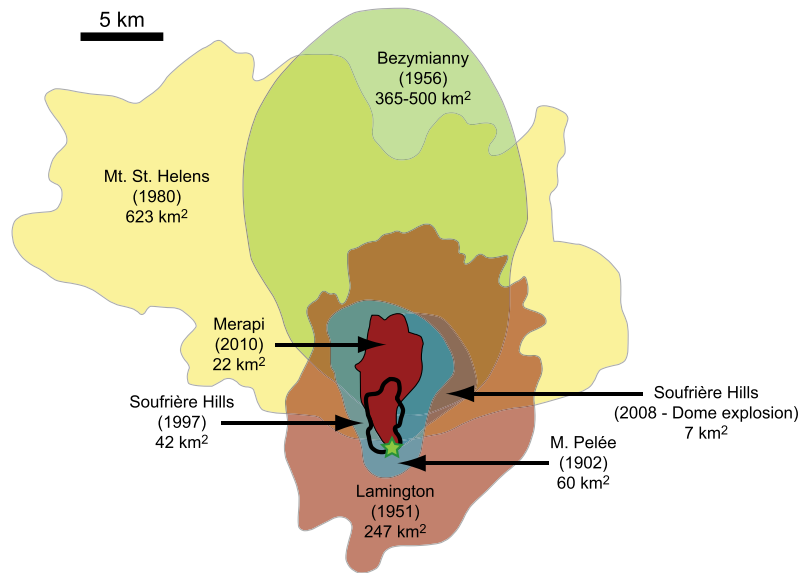 5 km
Bezymianny
(1956)
365-500 km²
Mt. St. Helens
(1980)
623 km²
Merapi
(2010)
22 km²
Soufrière Hills
(1997)
42 km²
Soufrière Hills
(2008 - Dome explosion)
7 km²
M. Pelée
(1902)
60 km²
Lamington
(1951)
247 km²